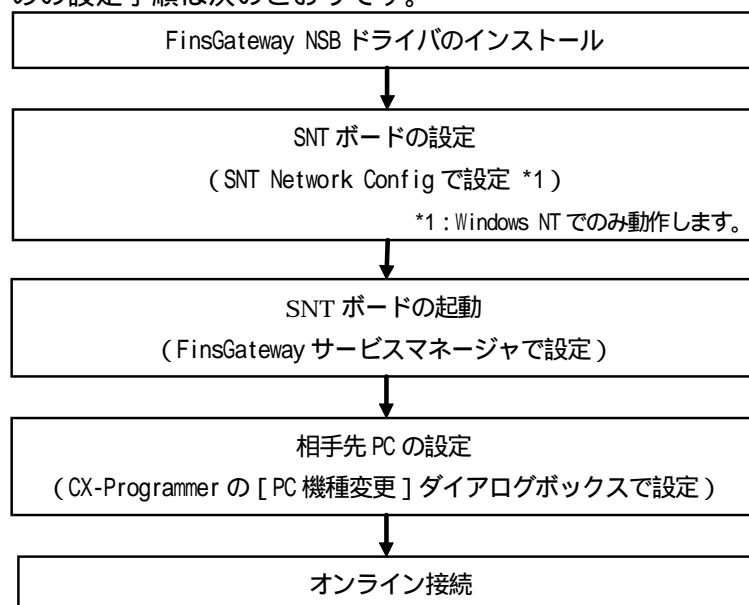 めの設定手順は次のとおりです。
FinsGateway NSB ドライバのインストール
SNT ボードの設定
(SNT Network Config で設定 *1)
*1:Windows NT でのみ動作します。
SNT ボードの起動
(FinsGateway サービスマネージャで設定)
相手先 PC の設定
(CX-Programmer の [PC 機種変更] ダイアログボックスで設定)
オンライン接続